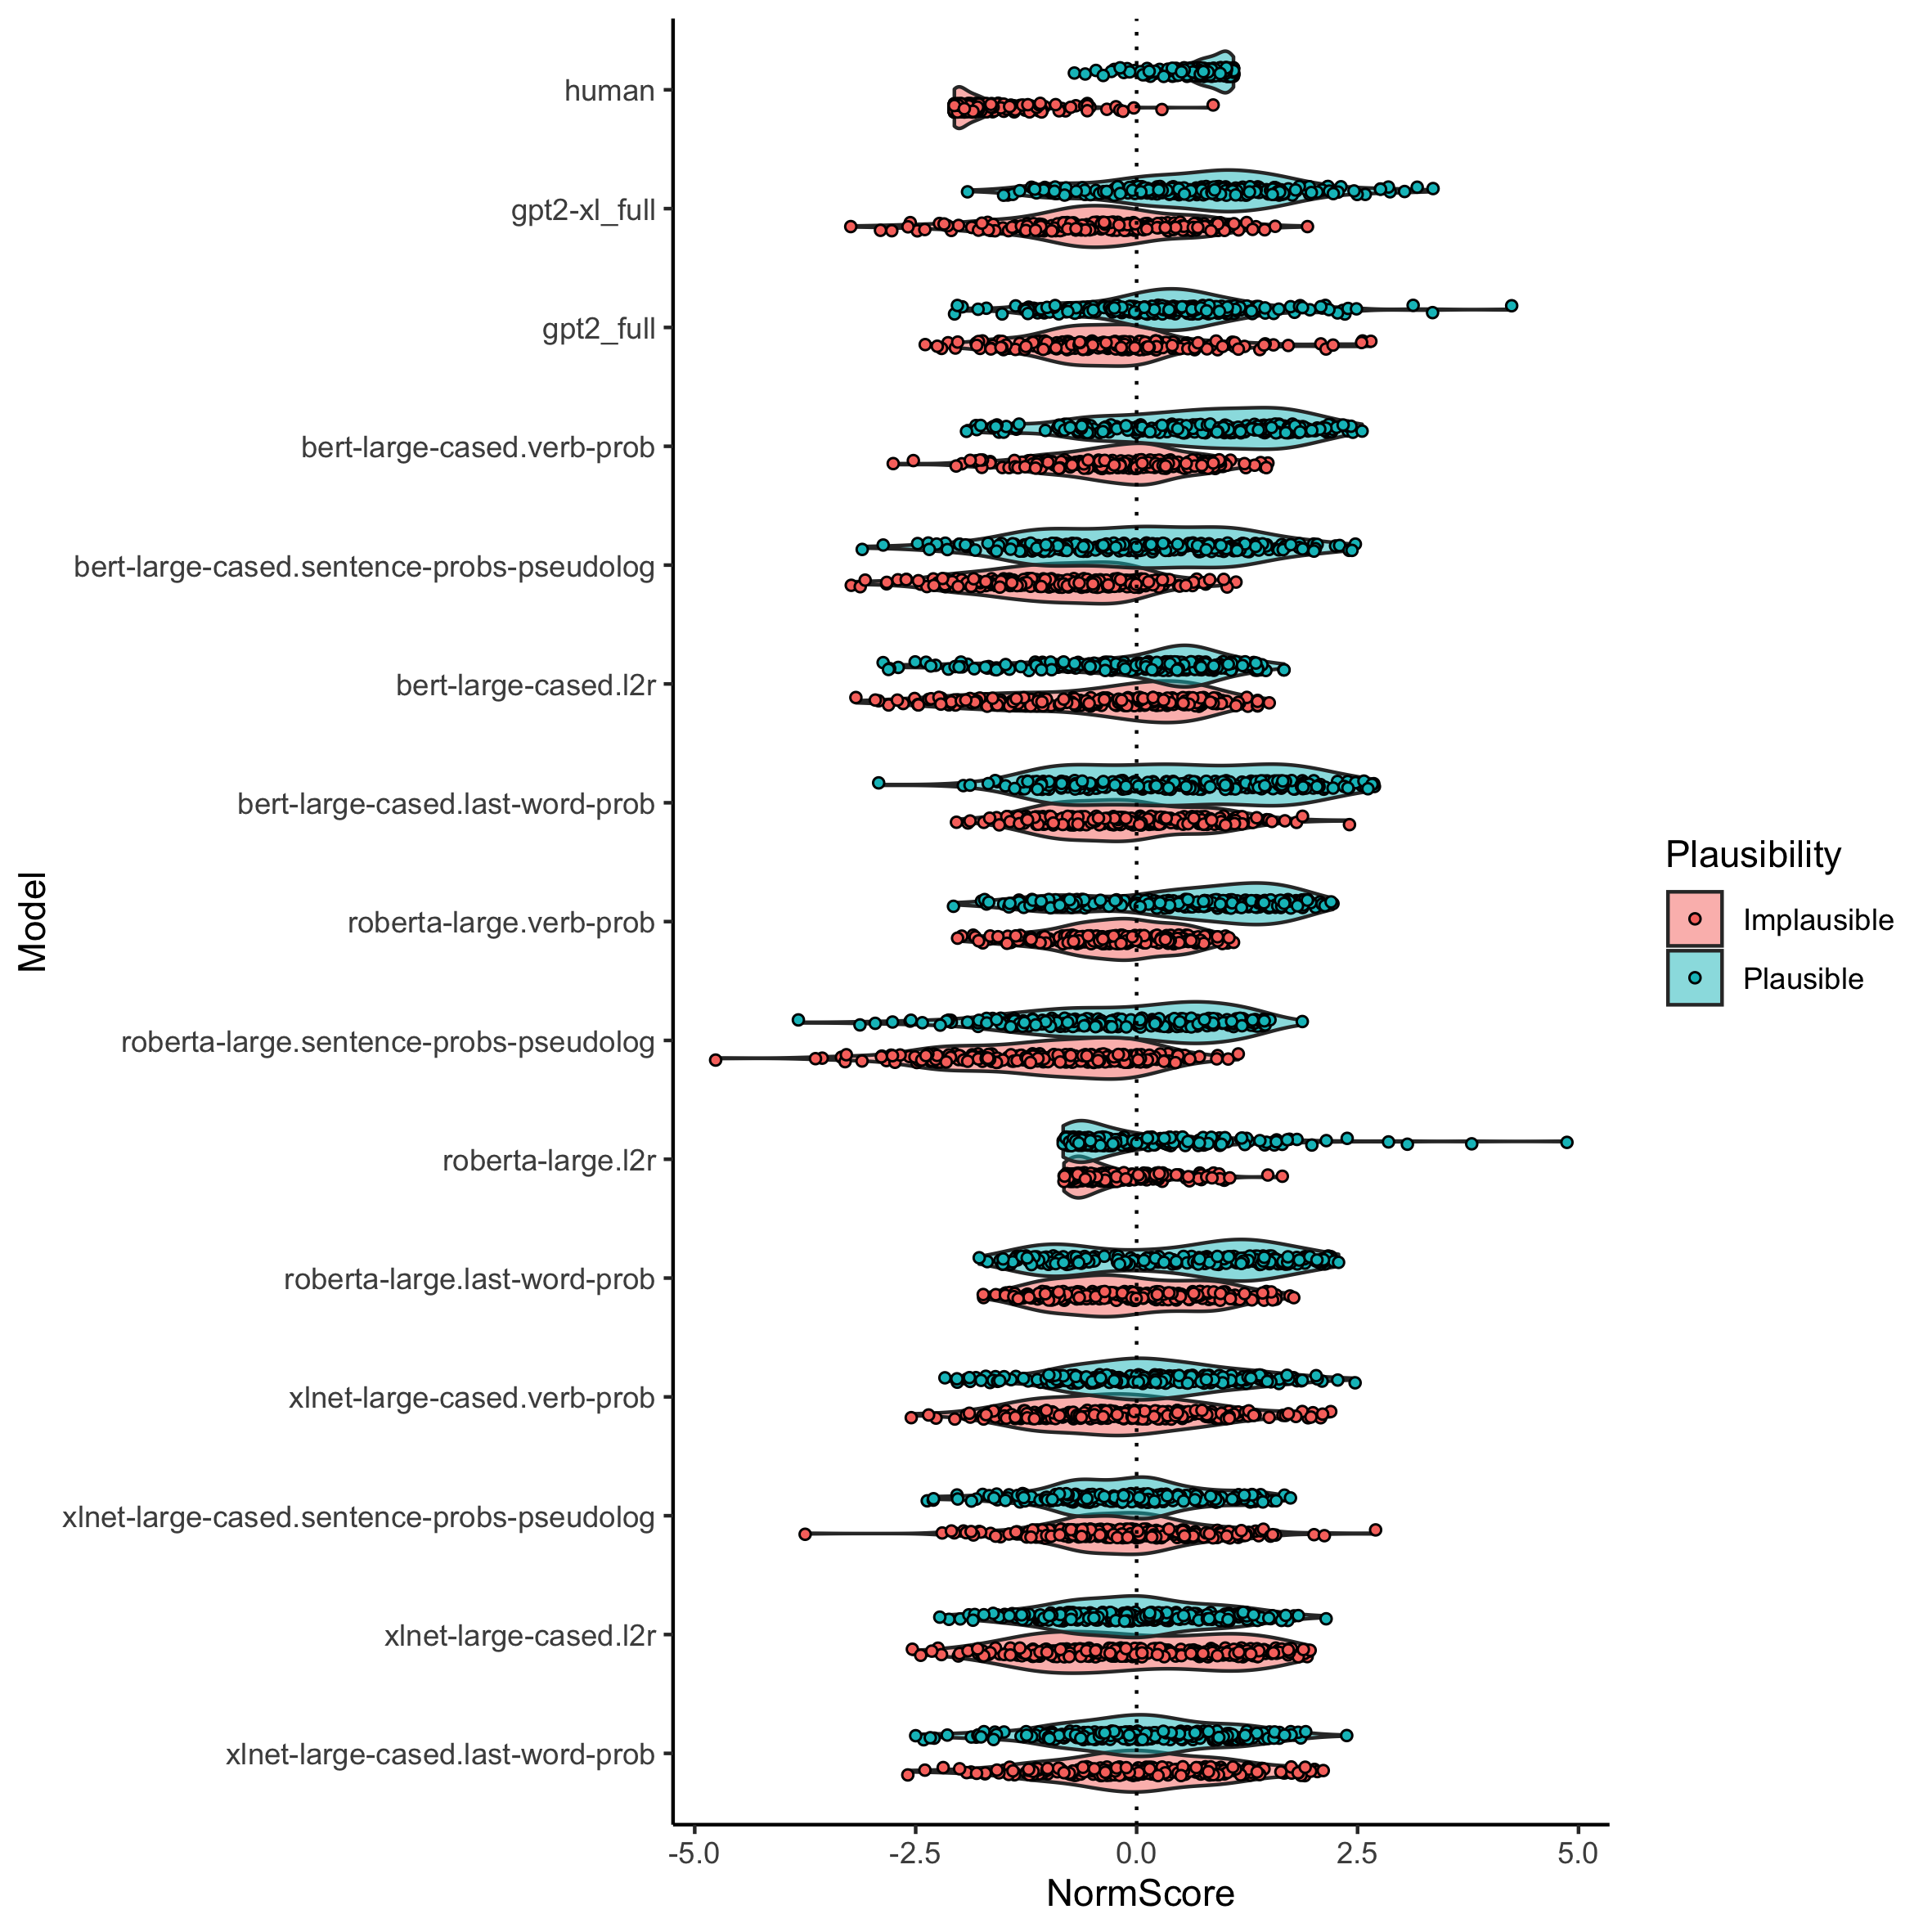 human
gpt2-xl_full
gpt2_full
bert-large-cased.verb-prob
bert-large-cased.sentence-probs-pseudolog
bert-large-cased.l2r
bert-large-cased.last-word-prob
roberta-large.verb-prob
roberta-large.sentence-probs-pseudolog
roberta-large.l2r
roberta-large.last-word-prob
xlnet-large-cased.verb-prob
xlnet-large-cased.sentence-probs-pseudolog
xlnet-large-cased.l2r
xlnet-large-cased.last-word-prob
Model
-5.0 -2.5 0.0 2.5 5.0
NormScore
Plausibility
Implausible
Plausible